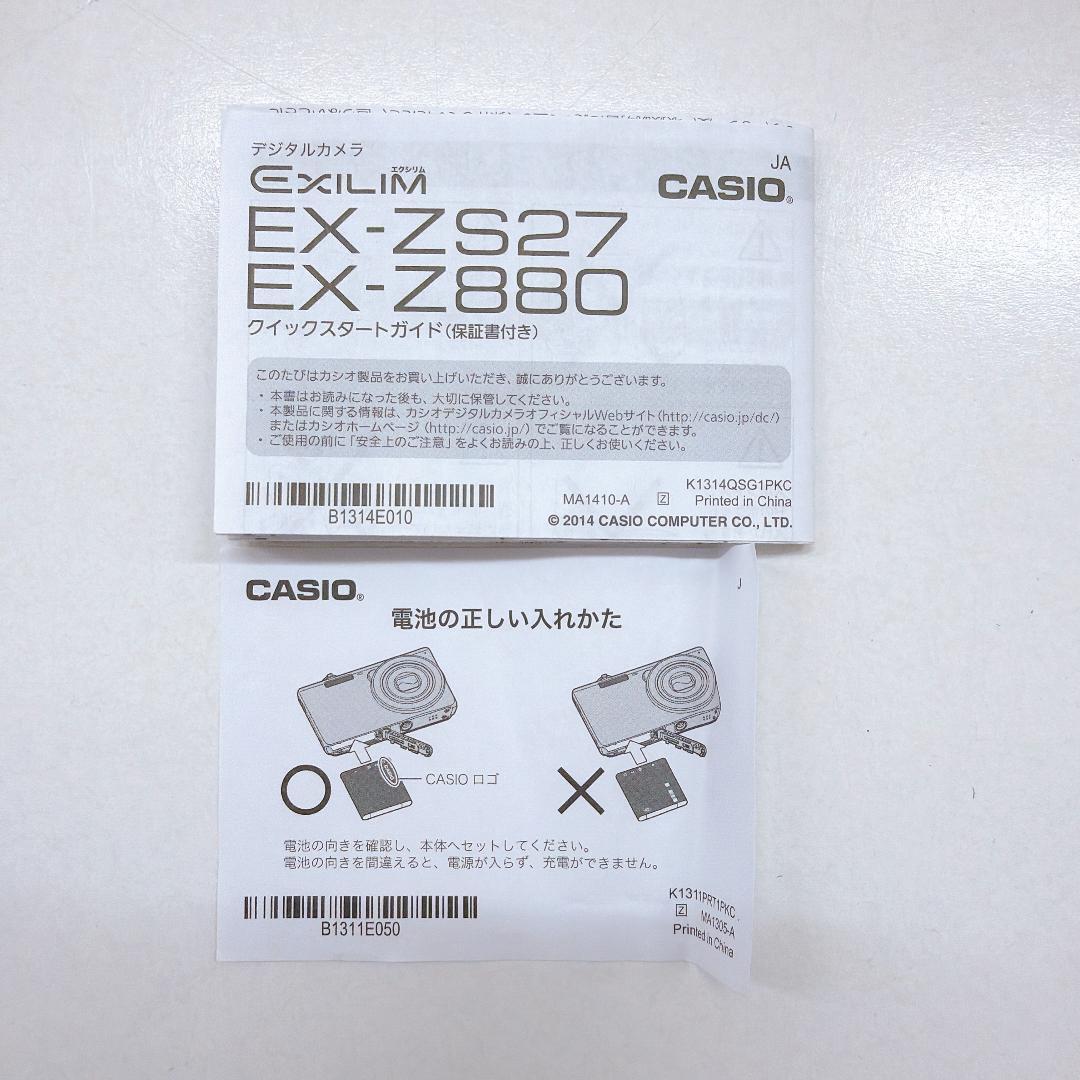 デジタルカメラ
JA
エクシリム
EXILIM
CASIO®
EX-ZS27
EX-Z880
クイックスタートガイド(保証書付き)
このたびはカシオ製品をお買い上げいただき、誠にありがとうございます。
・本書はお読みになった後も、大切に保管してください。
・本製品に関する情報は、カシオデジタルカメラオフィシャルWebサイト(http://casio.jp/dc/)
またはカシオホームページ(http://casio.jp/)でご覧になることができます。
・ご使用の前に「安全上のご注意」をよくお読みの上、正しくお使いください。
K1314QSG1PKC
MA1410-A Z Printed in China
B1314E010
© 2014 CASIO COMPUTER CO., LTD.
CASIO®
J
電池の正しい入れかた
CASIO ロゴ
電池の向きを確認し、本体へセットしてください。
電池の向きを間違えると、電源が入らず、充電ができません。
K1311PRT1PKC
Z MA1305-A
B1311E050
Printed in China